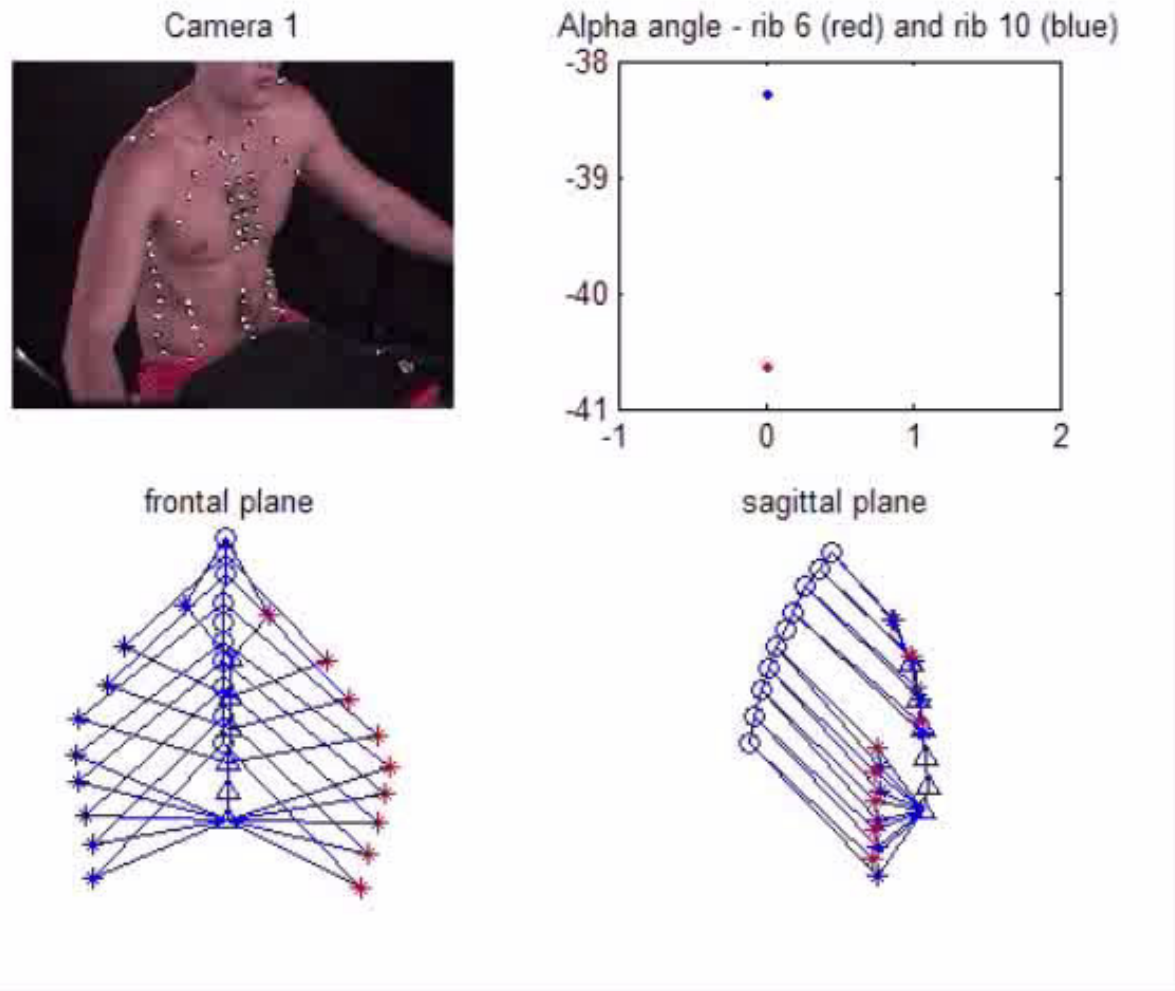 Camera 1
Alpha angle - rib 6 (red) and rib 10 (blue)
-38
-39
-40
-41
-1 0 1 2
frontal plane
sagittal plane